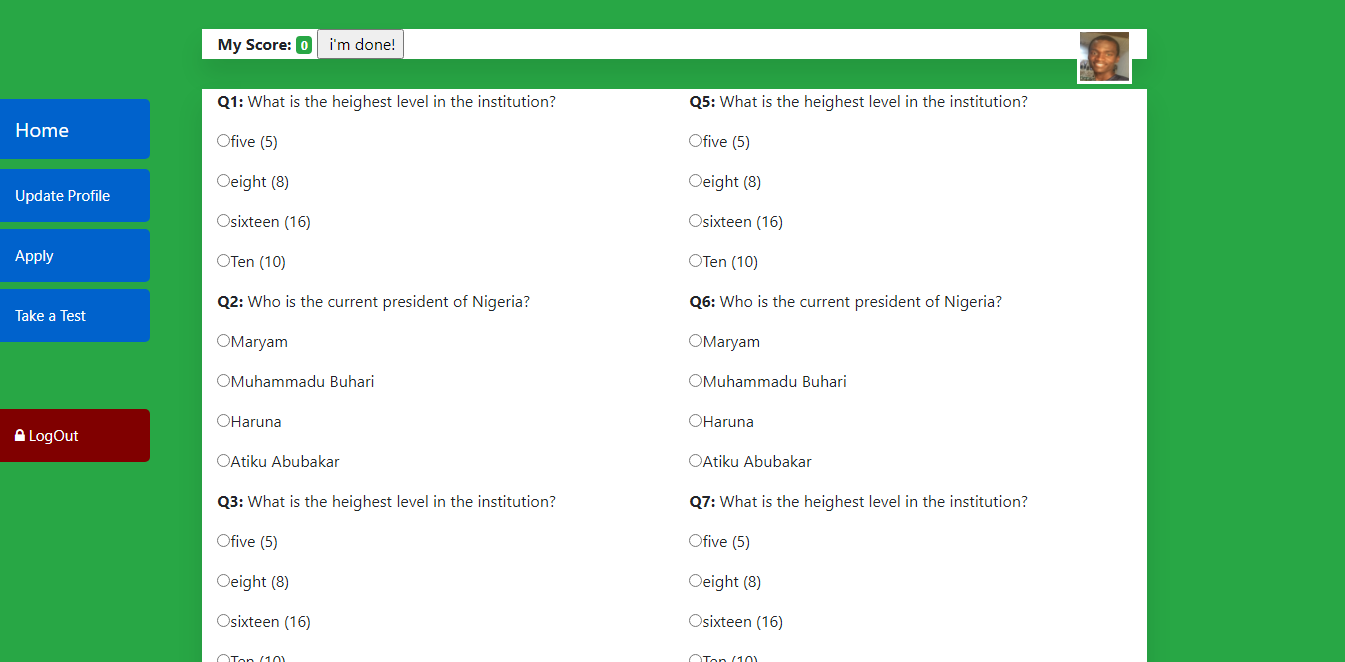 My Score: 0 i'm done!
Home
Update Profile
Apply
Take a Test
LogOut
Q1: What is the heighest level in the institution?
five (5)
eight (8)
sixteen (16)
Ten (10)
Q2: Who is the current president of Nigeria?
Maryam
Muhammadu Buhari
Haruna
Atiku Abubakar
Q3: What is the heighest level in the institution?
five (5)
eight (8)
sixteen (16)
Ten (10)
Q5: What is the heighest level in the institution?
five (5)
eight (8)
sixteen (16)
Ten (10)
Q6: Who is the current president of Nigeria?
Maryam
Muhammadu Buhari
Haruna
Atiku Abubakar
Q7: What is the heighest level in the institution?
five (5)
eight (8)
sixteen (16)
Ten (10)